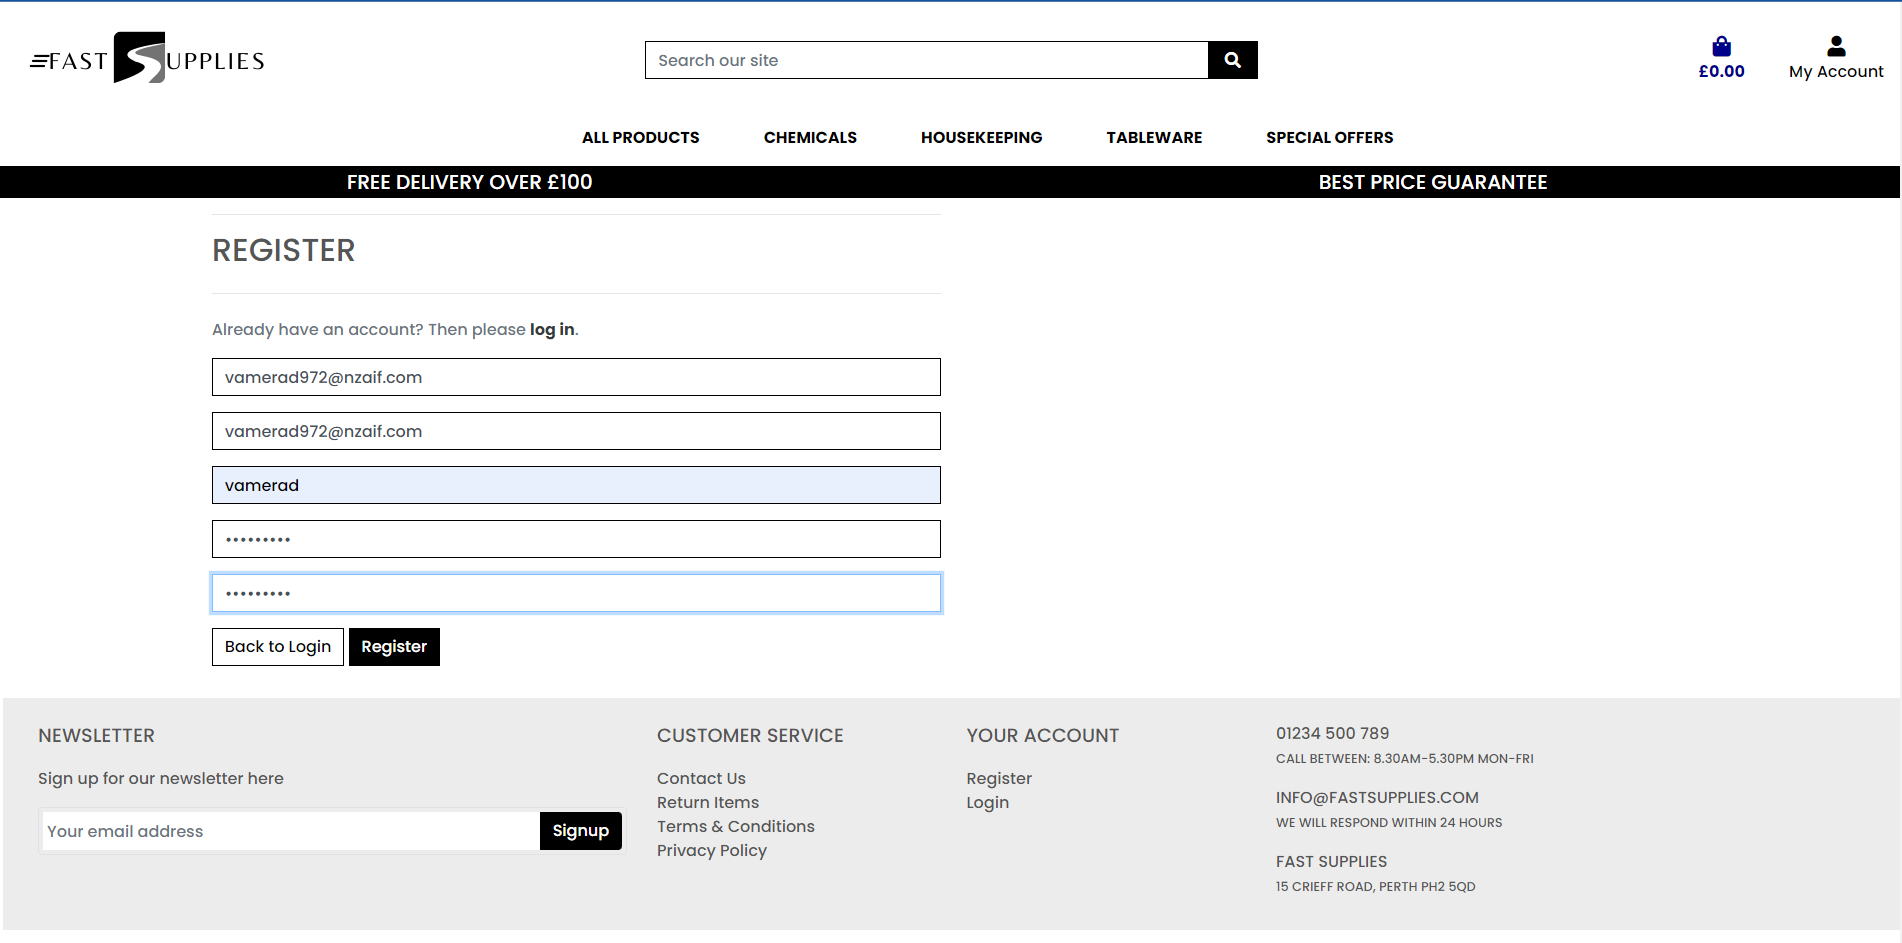 FAST SUPPLIES
Search our site
£0.00
My Account
ALL PRODUCTS
CHEMICALS
HOUSEKEEPING
TABLEWARE
SPECIAL OFFERS
FREE DELIVERY OVER £100
BEST PRICE GUARANTEE
REGISTER
Already have an account? Then please log in.
vamerad972@nzaif.com
vamerad972@nzaif.com
vamerad
•••••••••
•••••••••
Back to Login
Register
NEWSLETTER
Sign up for our newsletter here
Your email address
Signup
CUSTOMER SERVICE
Contact Us
Return Items
Terms & Conditions
Privacy Policy
YOUR ACCOUNT
Register
Login
01234 500 789
CALL BETWEEN: 8.30AM-5.30PM MON-FRI
INFO@FASTSUPPLIES.COM
WE WILL RESPOND WITHIN 24 HOURS
FAST SUPPLIES
15 CRIEFF ROAD, PERTH PH2 5QD